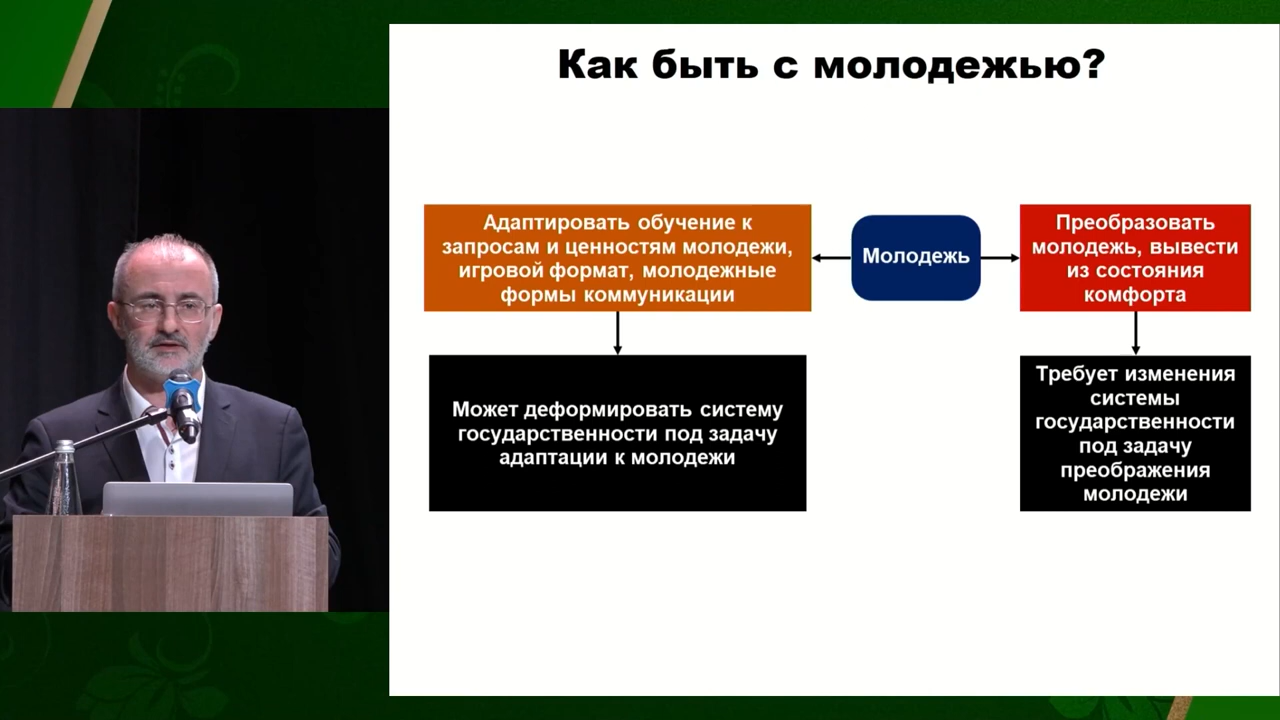 Как быть с молодежью?
Адаптировать обучение к
запросам и ценностям молодежи,
игровой формат, молодежные
формы коммуникации
Молодежь
Преобразовать
молодежь, вывести
из состояния
комфорта
Может деформировать систему
государственности под задачу
адаптации к молодежи
Требует изменения
системы
государственности
под задачу
преображения
молодежи